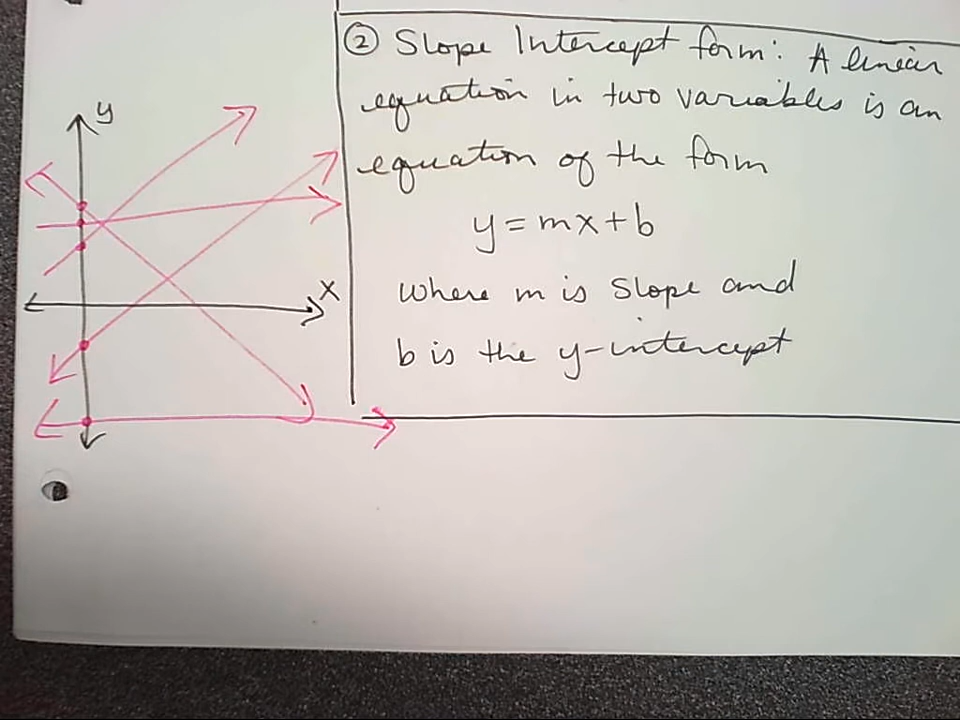 ② Slope Intercept form: A linear
equation in two variables is an
equation of the form
y = mx + b
where m is slope and
b is the y-intercept
y
x